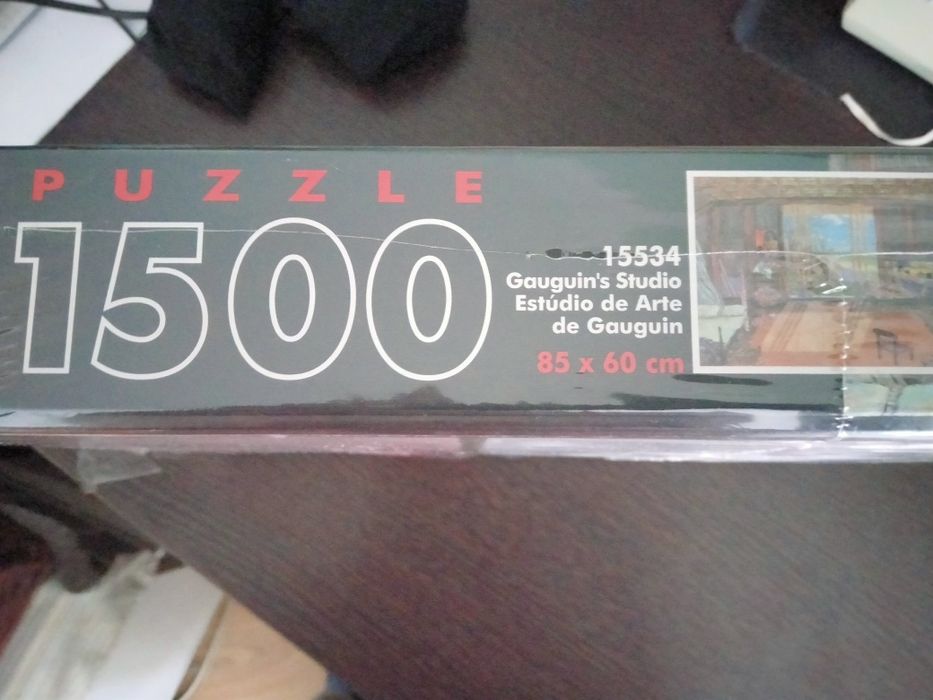 PUZZLE
1500
15534
Gauguin's Studio
Estúdio de Arte
de Gauguin
85 x 60 cm